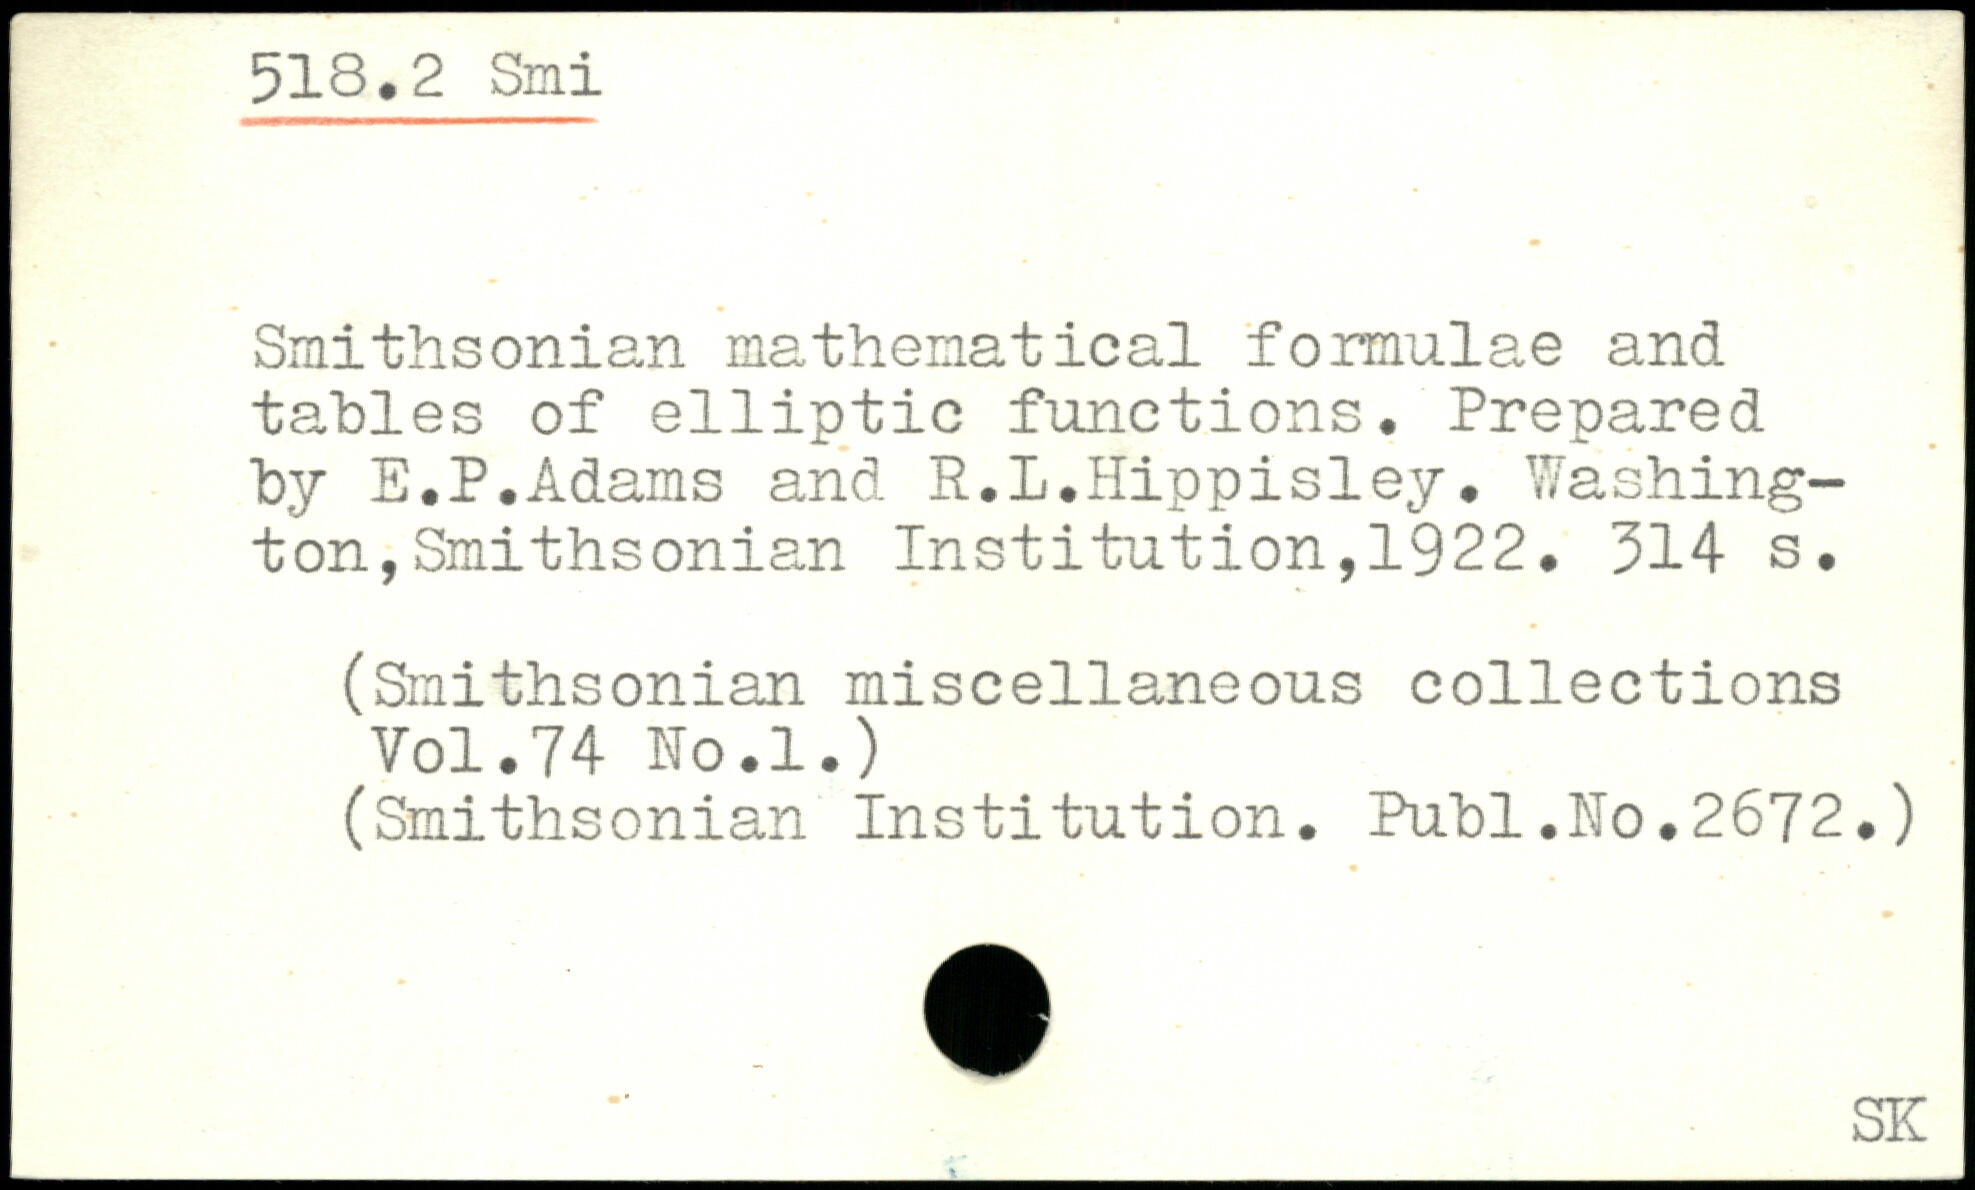 518.2 Smi
Smithsonian mathematical formulae and
tables of elliptic functions. Prepared
by E.P.Adams and R.L.Hippisley. Washing-
ton,Smithsonian Institution,1922. 314 s.
(Smithsonian miscellaneous collections
Vol.74 No.1.)
(Smithsonian Institution. Publ.No.2672.)
SK